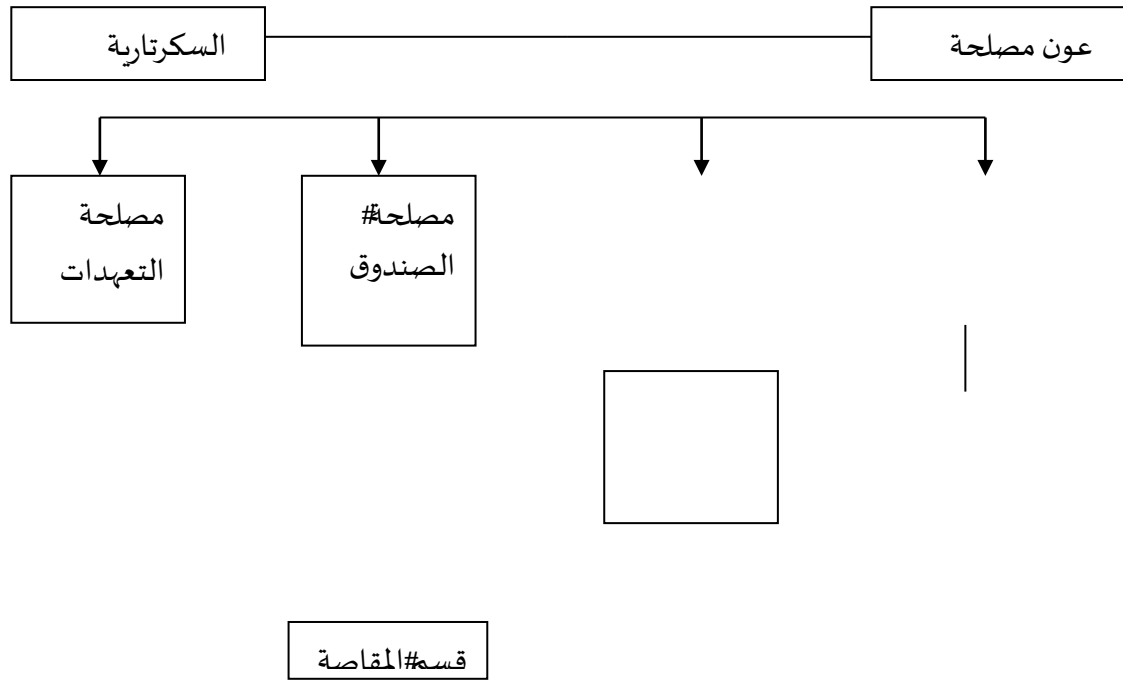 عون مصلحة
السكرتارية
مصلحة#
الصندوق
مصلحة
التعهدات
قسم#المقاصة